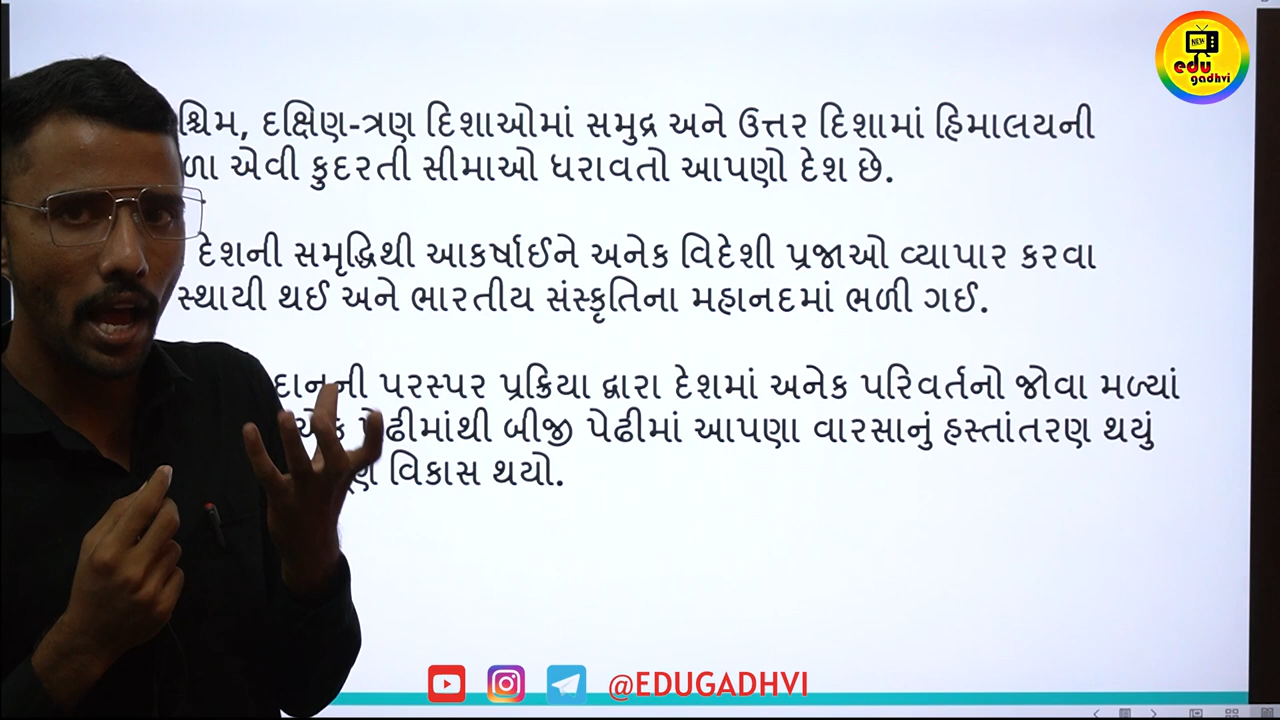 NEW
edu
gadhvi
દક્ષિણ-ત્રણ દિશાઓમાં સમુદ્ર અને ઉત્તર દિશામાં હિમાલયની
એવી કુદરતી સીમાઓ ધરાવતો આપણો દેશ છે.
દેશની સમૃદ્ધિથી આકર્ષાઈને અનેક વિદેશી પ્રજાઓ વ્યાપાર કરવા
સ્થાયી થઈ અને ભારતીય સંસ્કૃતિના મહાનદમાં ભળી ગઈ.
પરસ્પર પ્રક્રિયા દ્વારા દેશમાં અનેક પરિવર્તનો જોવા મળ્યાં
બીજી પેઢીમાં આપણા વારસાનું હસ્તાંતરણ થયું
વિકાસ થયો.
@EDUGADHVI